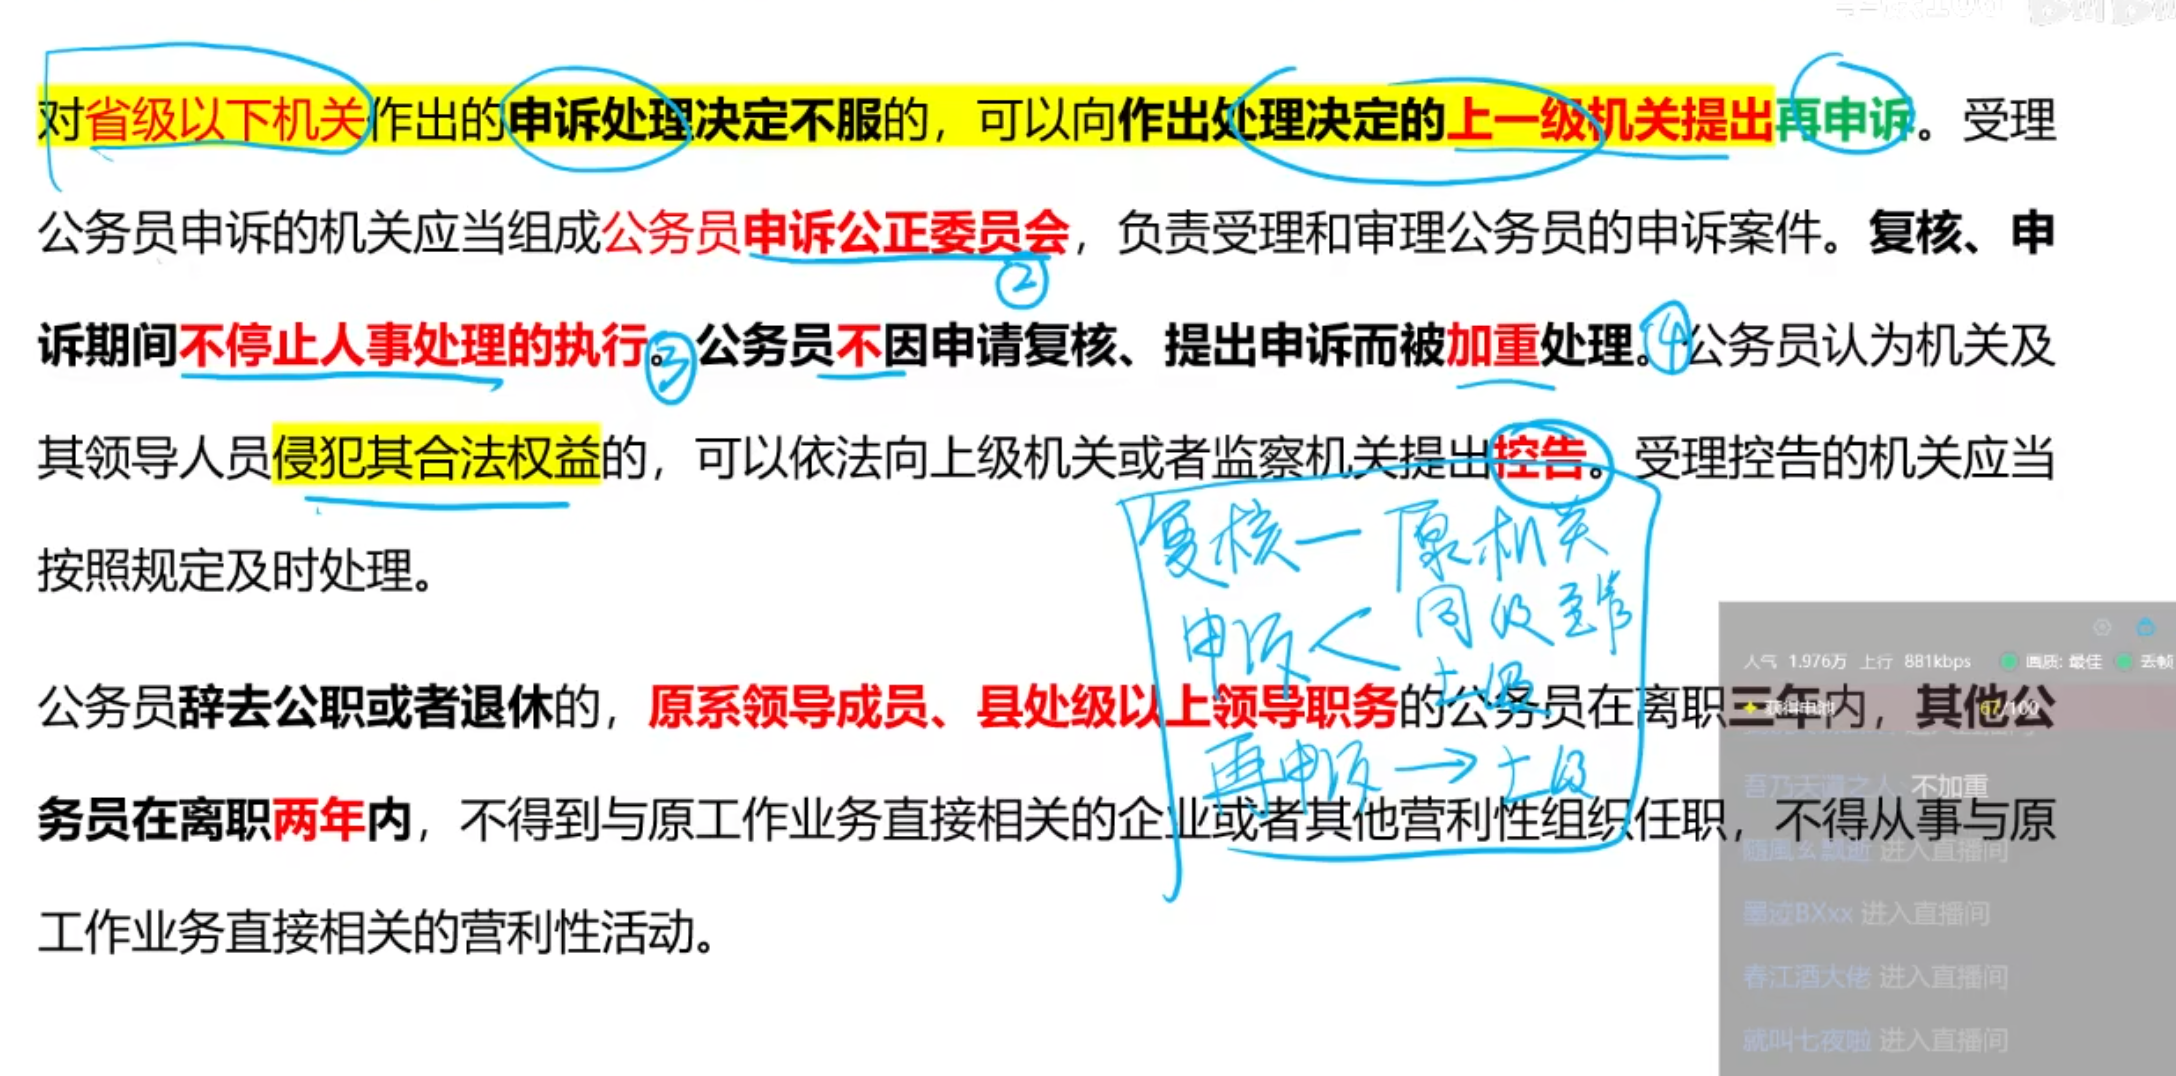 对省级以下机关作出的申诉处理决定不服的，可以向作出处理决定的上一级机关提出再申诉。受理
公务员申诉的机关应当组成公务员申诉公正委员会，负责受理和审理公务员的申诉案件。复核、申
②
诉期间不停止人事处理的执行。③公务员不因申请复核、提出申诉而被加重处理。④公务员认为机关及
其领导人员侵犯其合法权益的，可以依法向上级机关或者监察机关提出控告。受理控告的机关应当
按照规定及时处理。
复核一原机关
申诉<同级主管
上级
再申诉→上级
公务员辞去公职或者退休的，原系领导成员、县处级以上领导职务的公务员在离职三年内，其他公
务员在离职两年内，不得到与原工作业务直接相关的企业或者其他营利性组织任职，不得从事与原
工作业务直接相关的营利性活动。
人气 1.976万 上行 881kbps 画质: 最佳 丢帧
67/100
吾乃天谴之人 不加重
随風幺飄逝 进入直播间
墨迹BXxx 进入直播间
春江酒大佬 进入直播间
就叫七夜啦 进入直播间